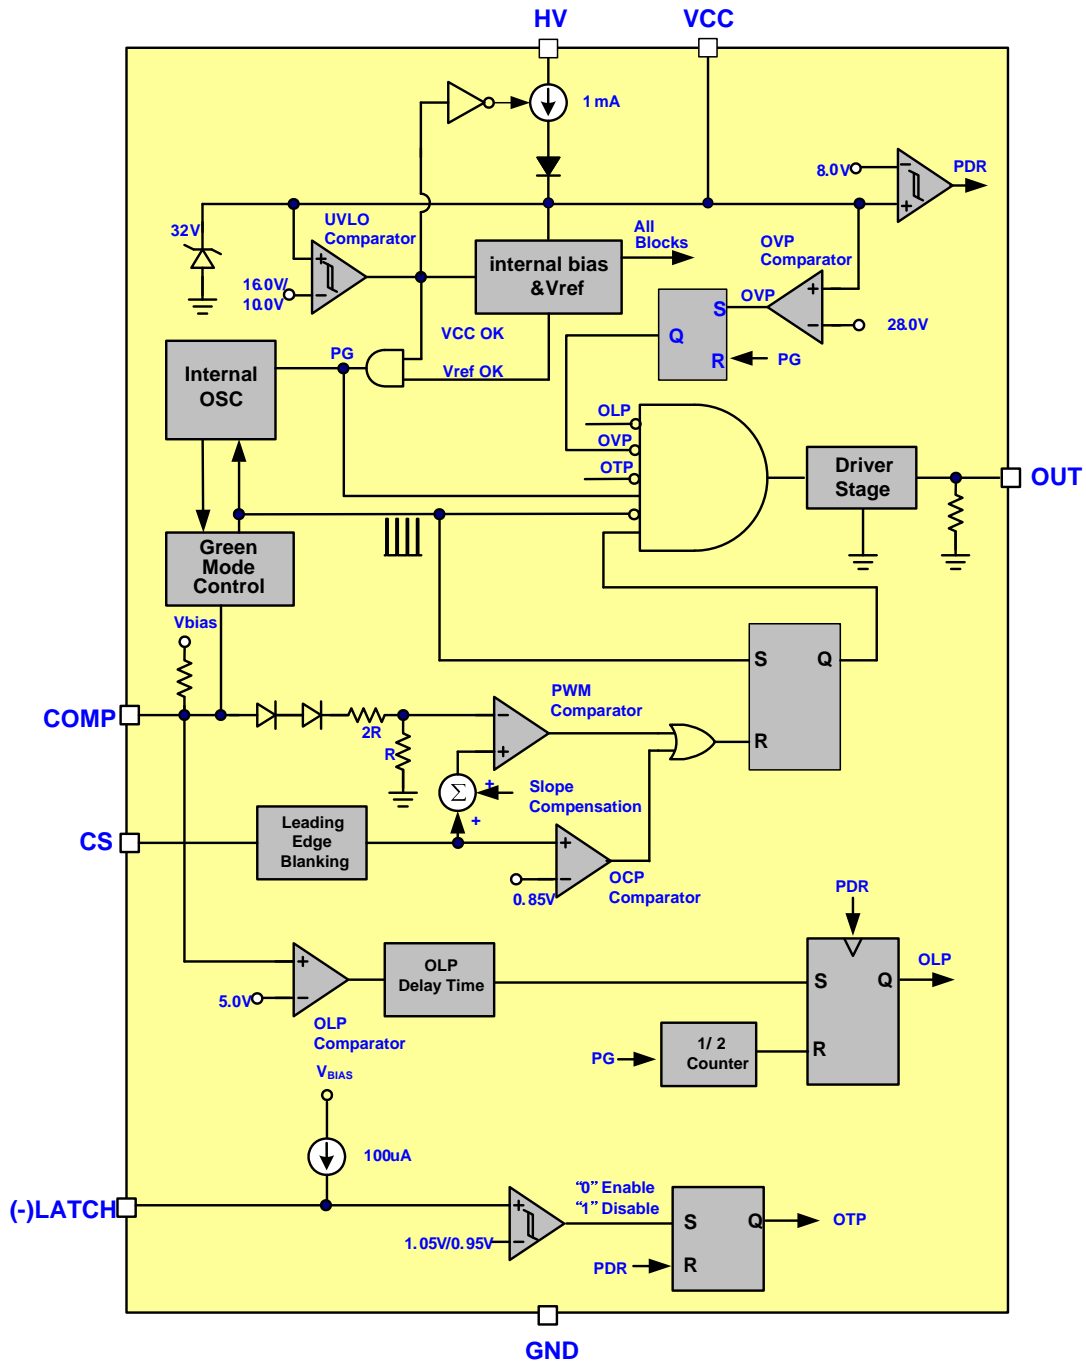 HV
VCC
1mA
8.0V
PDR
32V
UVLO
Comparator
All
Blocks
OVP
Comparator
internal bias
&Vref
16.0V/
10.0V
OVP
S
28.0V
VCC OK
Q
PG
Vref OK
R
PG
Internal
OSC
OLP
OVP
OTP
Driver
Stage
OUT
Green
Mode
Control
Vbias
S
Q
PWM
Comparator
COMP
2R
R
R
Σ
+
+
Slope
Compensation
Leading
Edge
Blanking
CS
OCP
Comparator
0.85V
PDR
OLP
Delay Time
OLP
S
Q
5.0V
OLP
Comparator
1/ 2
Counter
R
PG
VBIAS
100uA
(-)LATCH
“0” Enable
“1” Disable
S
Q
OTP
1.05V/0.95V
PDR
R
GND